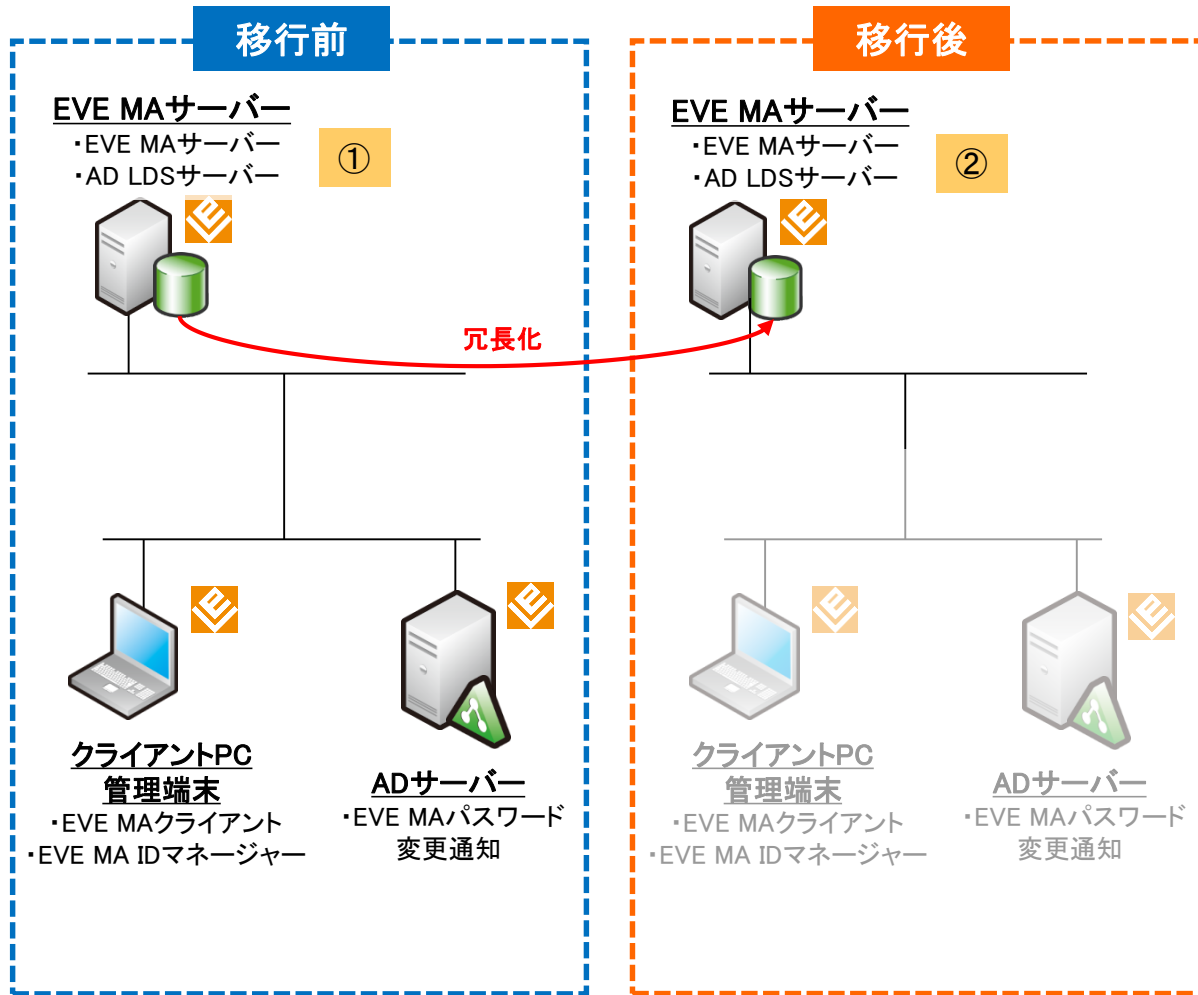 移行前
EVE MAサーバー
・EVE MAサーバー
・AD LDSサーバー
①
冗長化
クライアントPC
管理端末
・EVE MAクライアント
・EVE MA IDマネージャー
ADサーバー
・EVE MAパスワード
変更通知
移行後
EVE MAサーバー
・EVE MAサーバー
・AD LDSサーバー
②
クライアントPC
管理端末
・EVE MAクライアント
・EVE MA IDマネージャー
ADサーバー
・EVE MAパスワード
変更通知